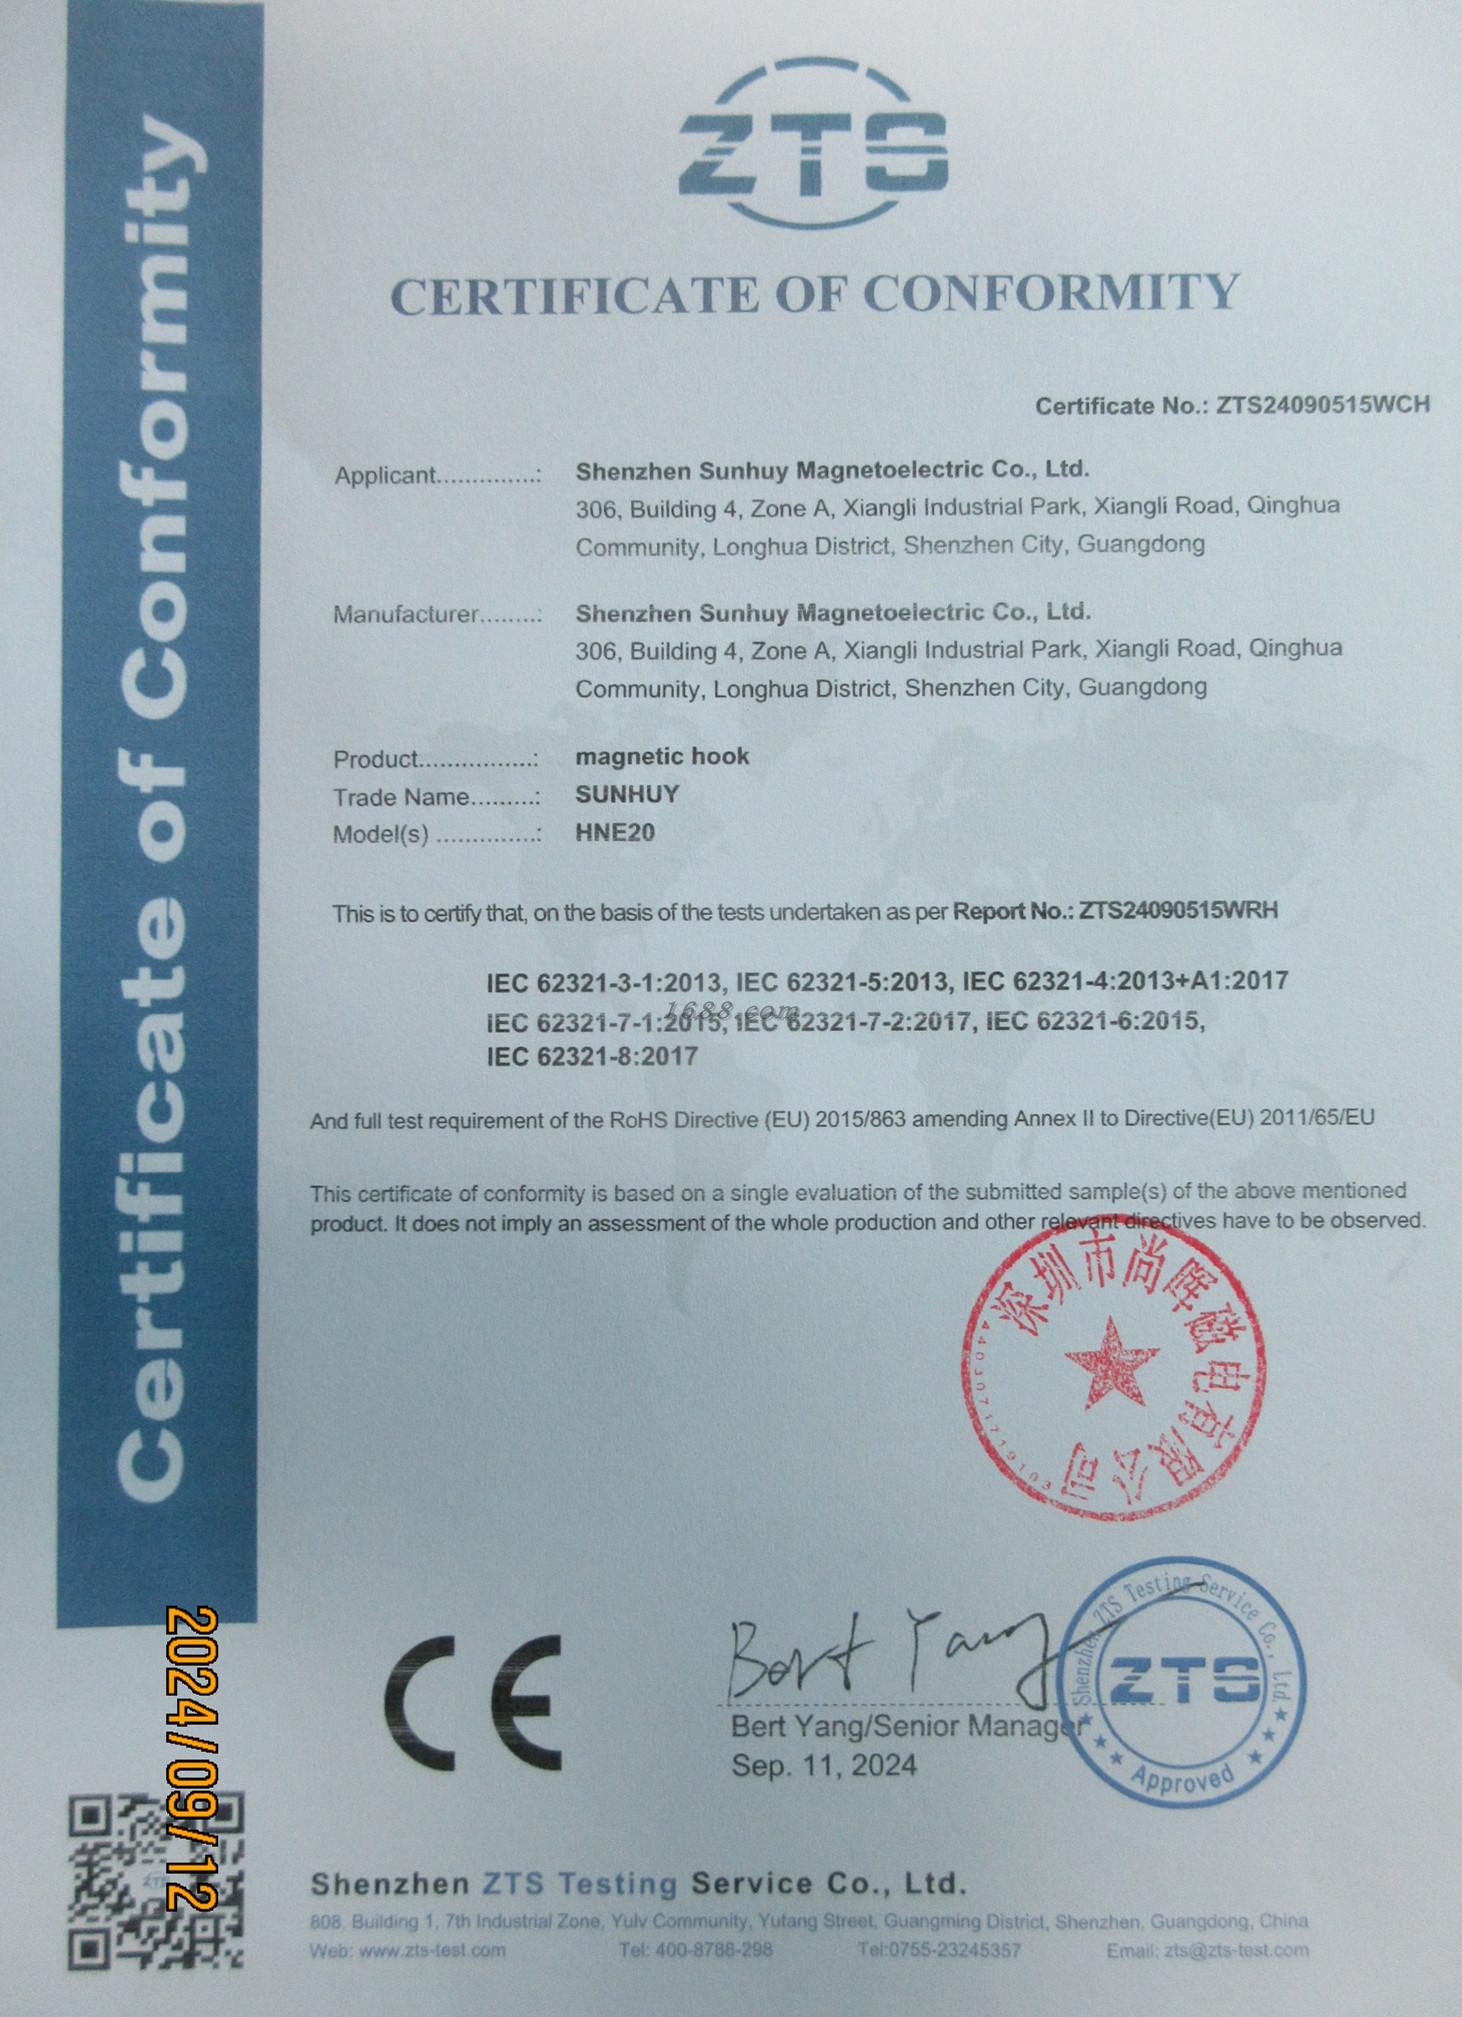 Certificate of Conformity
ZTS
CERTIFICATE OF CONFORMITY
Certificate No.: ZTS24090515WCH
Applicant..............: Shenzhen Sunhuy Magnetoelectric Co., Ltd.
306, Building 4, Zone A, Xiangli Industrial Park, Xiangli Road, Qinghua
Community, Longhua District, Shenzhen City, Guangdong
Manufacturer........: Shenzhen Sunhuy Magnetoelectric Co., Ltd.
306, Building 4, Zone A, Xiangli Industrial Park, Xiangli Road, Qinghua
Community, Longhua District, Shenzhen City, Guangdong
Product................: magnetic hook
Trade Name.........: SUNHUY
Model(s) ..............: HNE20
This is to certify that, on the basis of the tests undertaken as per Report No.: ZTS24090515WRH
IEC 62321-3-1:2013, IEC 62321-5:2013, IEC 62321-4:2013+A1:2017
1688.com
IEC 62321-7-1:2015, IEC 62321-7-2:2017, IEC 62321-6:2015,
IEC 62321-8:2017
And full test requirement of the RoHS Directive (EU) 2015/863 amending Annex II to Directive(EU) 2011/65/EU
This certificate of conformity is based on a single evaluation of the submitted sample(s) of the above mentioned
product. It does not imply an assessment of the whole production and other relevant directives have to be observed.
深圳市尚晖磁电有限公司
CE
Bert Yang
Bert Yang/Senior Manager
Sep. 11, 2024
Shenzhen ZTS Testing Service Co., Ltd.
ZTS
Approved
2024/09/12
Shenzhen ZTS Testing Service Co., Ltd.
808, Building 1, 7th Industrial Zone, Yulv Community, Yutang Street, Guangming District, Shenzhen, Guangdong, China
Web: www.zts-test.com Tel: 400-8788-298 Tel:0755-23245357 Email: zts@zts-test.com